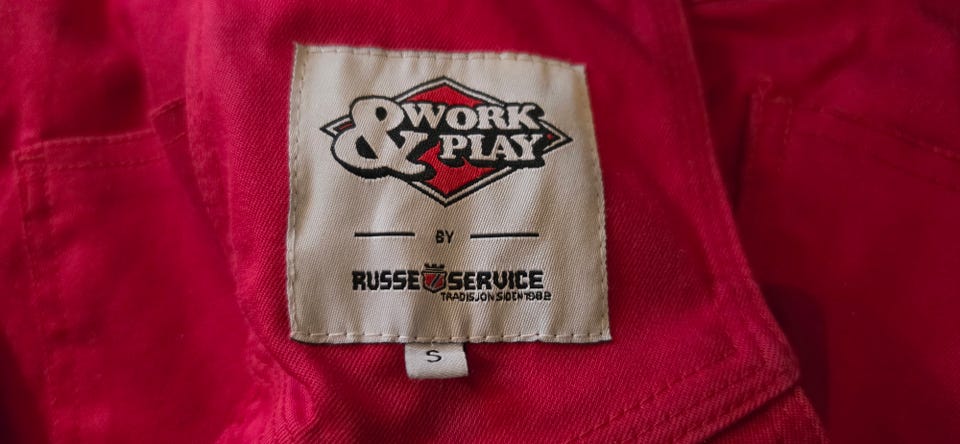 WORK
& PLAY
BY
RUSSE SERVICE
TRADISJON SIDEN 1982
S